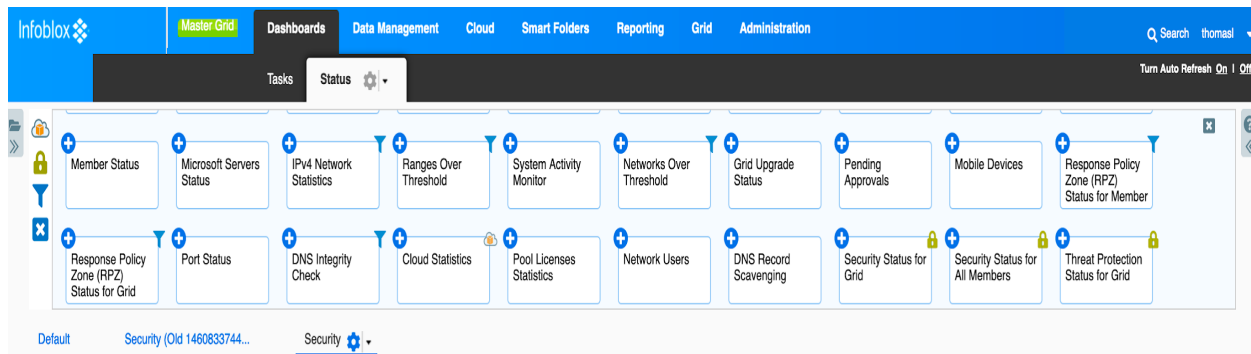 Infoblox
Master Grid
Dashboards
Data Management
Cloud
Smart Folders
Reporting
Grid
Administration
Search
thomasl
Tasks
Status
Turn Auto Refresh On | Off
Member Status
Microsoft Servers
Status
IPv4 Network
Statistics
Ranges Over
Threshold
System Activity
Monitor
Networks Over
Threshold
Grid Upgrade
Status
Pending
Approvals
Mobile Devices
Response Policy
Zone (RPZ)
Status for Member
Response Policy
Zone (RPZ)
Status for Grid
Port Status
DNS Integrity
Check
Cloud Statistics
Pool Licenses
Statistics
Network Users
DNS Record
Scavenging
Security Status for
Grid
Security Status for
All Members
Threat Protection
Status for Grid
Default
Security (Old 1460833744...
Security